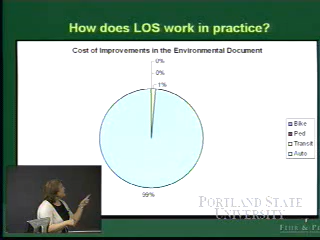 How does LOS work in practice?
Cost of Improvements in the Environmental Document
0%
0%
1%
99%
Bike
Ped
Transit
Auto
PORTLAND STATE
UNIVERSITY